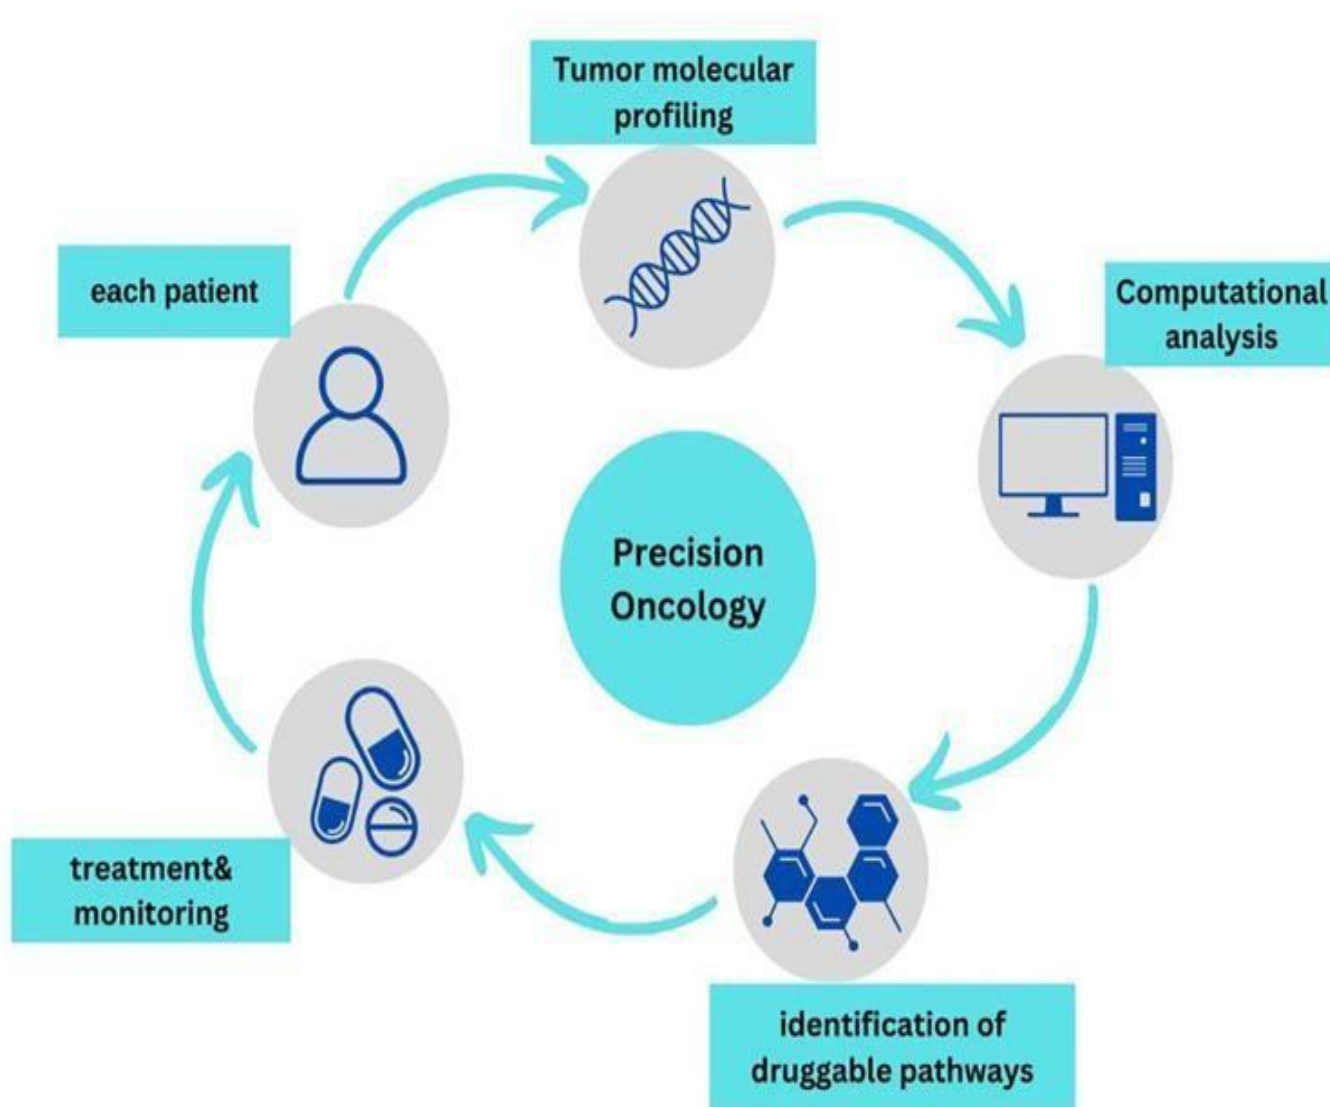 Tumor molecular
profiling
each patient
Computational
analysis
Precision
Oncology
treatment&
monitoring
identification of
druggable pathways